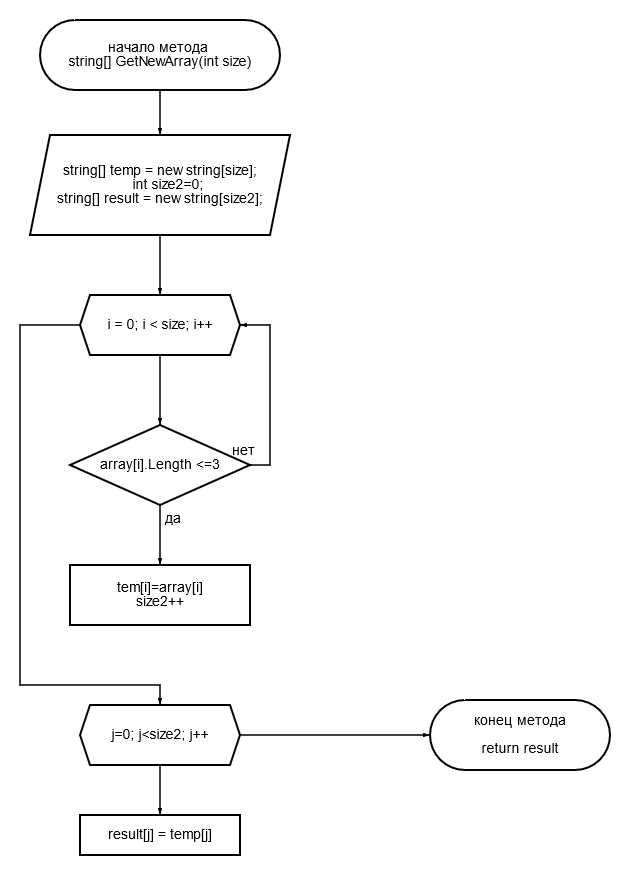 начало метода
string[] GetNewArray(int size)
string[] temp = new string[size];
int size2=0;
string[] result = new string[size2];
i = 0; i < size; i++
нет
array[i].Length <=3
да
tem[i]=array[i]
size2++
j=0; j<size2; j++
конец метода
return result
result[j] = temp[j]